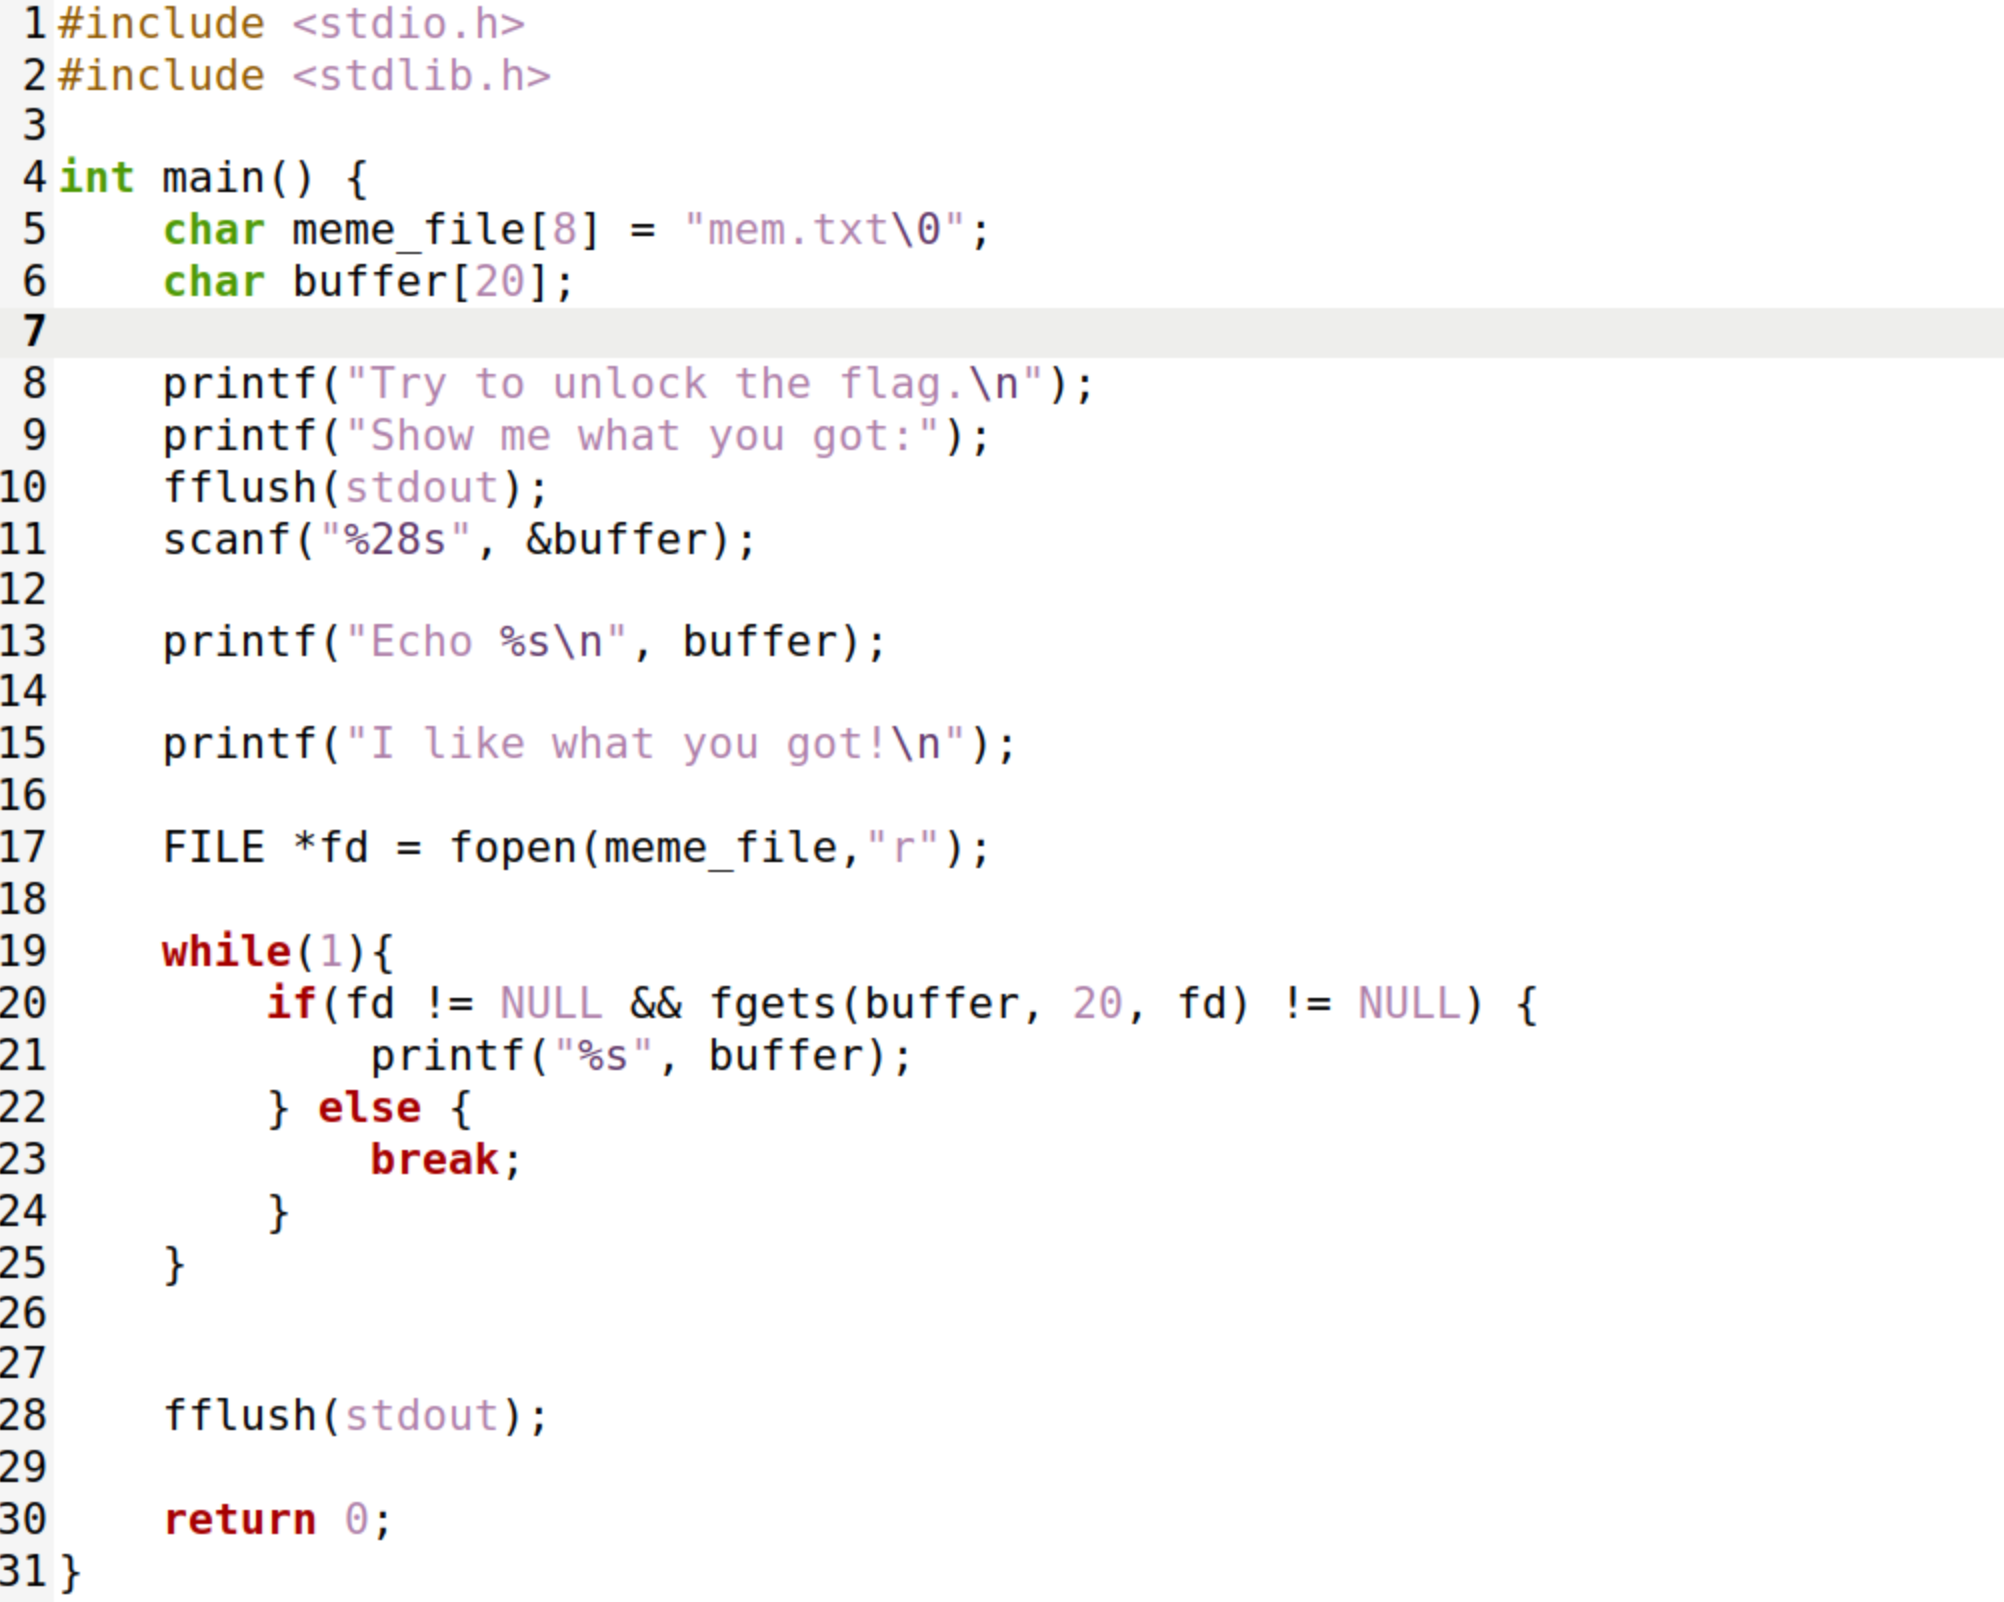 1 #include <stdio.h>
2 #include <stdlib.h>
3
4 int main() {
5     char meme_file[8] = "mem.txt\0";
6     char buffer[20];
7
8     printf("Try to unlock the flag.\n");
9     printf("Show me what you got:");
10     fflush(stdout);
11     scanf("%28s", &buffer);
12
13     printf("Echo %s\n", buffer);
14
15     printf("I like what you got!\n");
16
17     FILE *fd = fopen(meme_file,"r");
18
19     while(1){
20         if(fd != NULL && fgets(buffer, 20, fd) != NULL) {
21             printf("%s", buffer);
22         } else {
23             break;
24         }
25     }
26
27
28     fflush(stdout);
29
30     return 0;
31 }